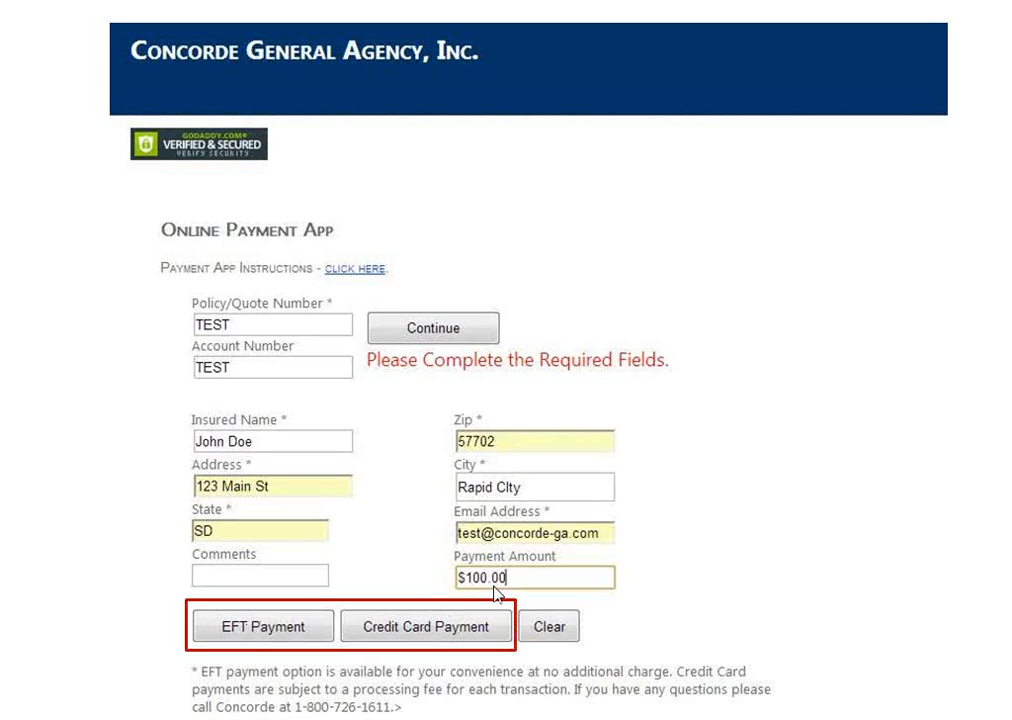 CONCORDE GENERAL AGENCY, INC.
GODADDY.COM®
VERIFIED & SECURED
VERIFY SECURITY
ONLINE PAYMENT APP
PAYMENT APP INSTRUCTIONS - CLICK HERE.
Policy/Quote Number *
TEST
Continue
Account Number
TEST
Please Complete the Required Fields.
Insured Name *
Zip *
John Doe
57702
Address *
City *
123 Main St
Rapid CIty
State *
Email Address *
SD
test@concorde-ga.com
Comments
Payment Amount
$100.00
EFT Payment
Credit Card Payment
Clear
* EFT payment option is available for your convenience at no additional charge. Credit Card
payments are subject to a processing fee for each transaction. If you have any questions please
call Concorde at 1-800-726-1611.>